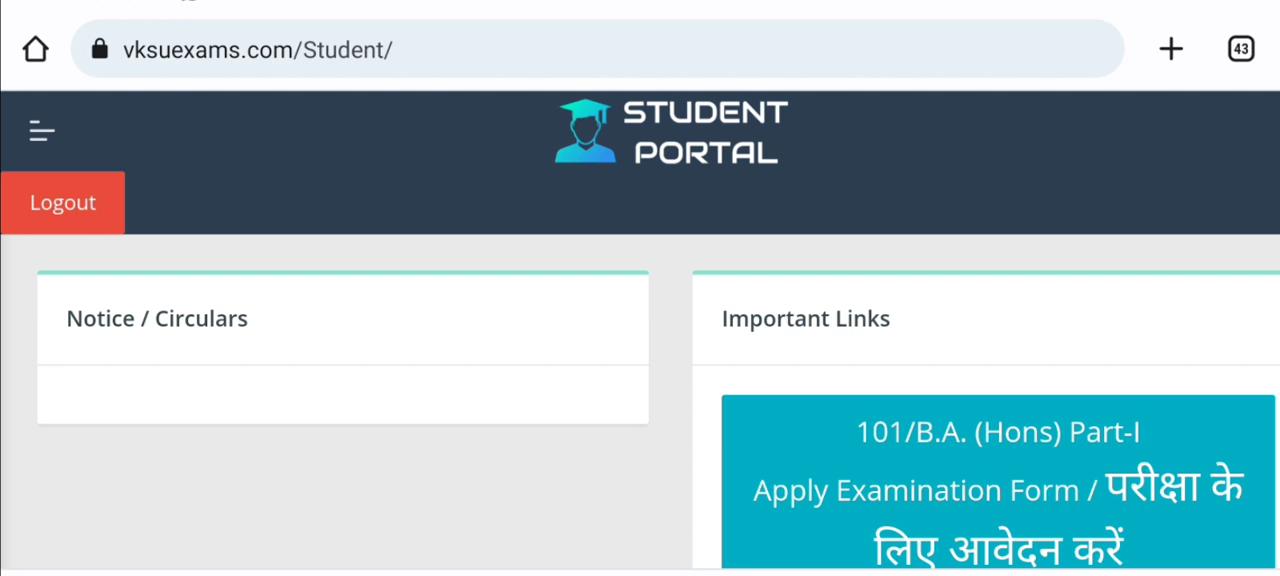 vksuexams.com/Student/
43
STUDENT
PORTAL
Logout
Notice / Circulars
Important Links
101/B.A. (Hons) Part-I
Apply Examination Form / परीक्षा के
लिए आवेदन करें